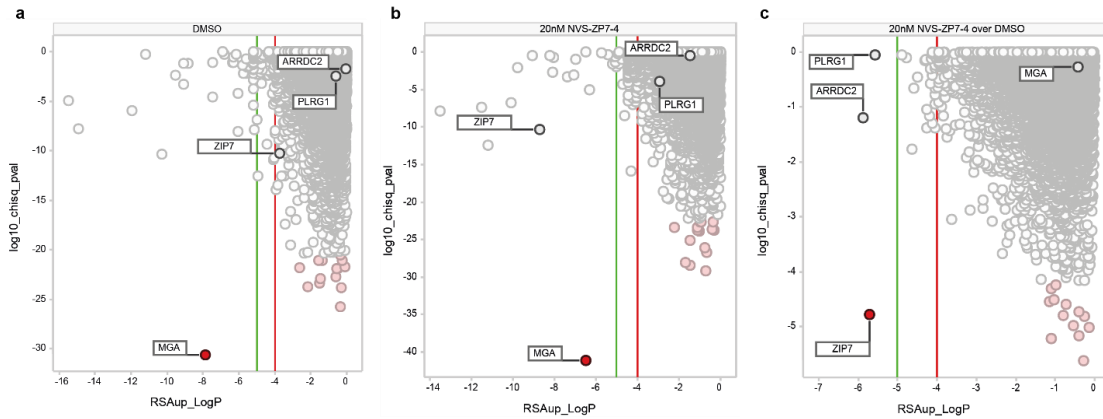 a
DMSO
0
-5
-10
-15
-20
-25
-30
log10_chisq_pval
ARRDC2
PLRG1
ZIP7
MGA
-16
-14
-12
-10
-8
-6
-4
-2
0
RSAup_LogP
b
20nM NVS-ZP7-4
0
-5
-10
-15
-20
-25
-30
-35
-40
log10_chisq_pval
ARRDC2
PLRG1
ZIP7
MGA
-14
-12
-10
-8
-6
-4
-2
0
RSAup_LogP
c
20nM NVS-ZP7-4 over DMSO
0
-1
-2
-3
-4
-5
log10_chisq_pval
PLRG1
MGA
ARRDC2
ZIP7
-7
-6
-5
-4
-3
-2
-1
0
RSAup_LogP